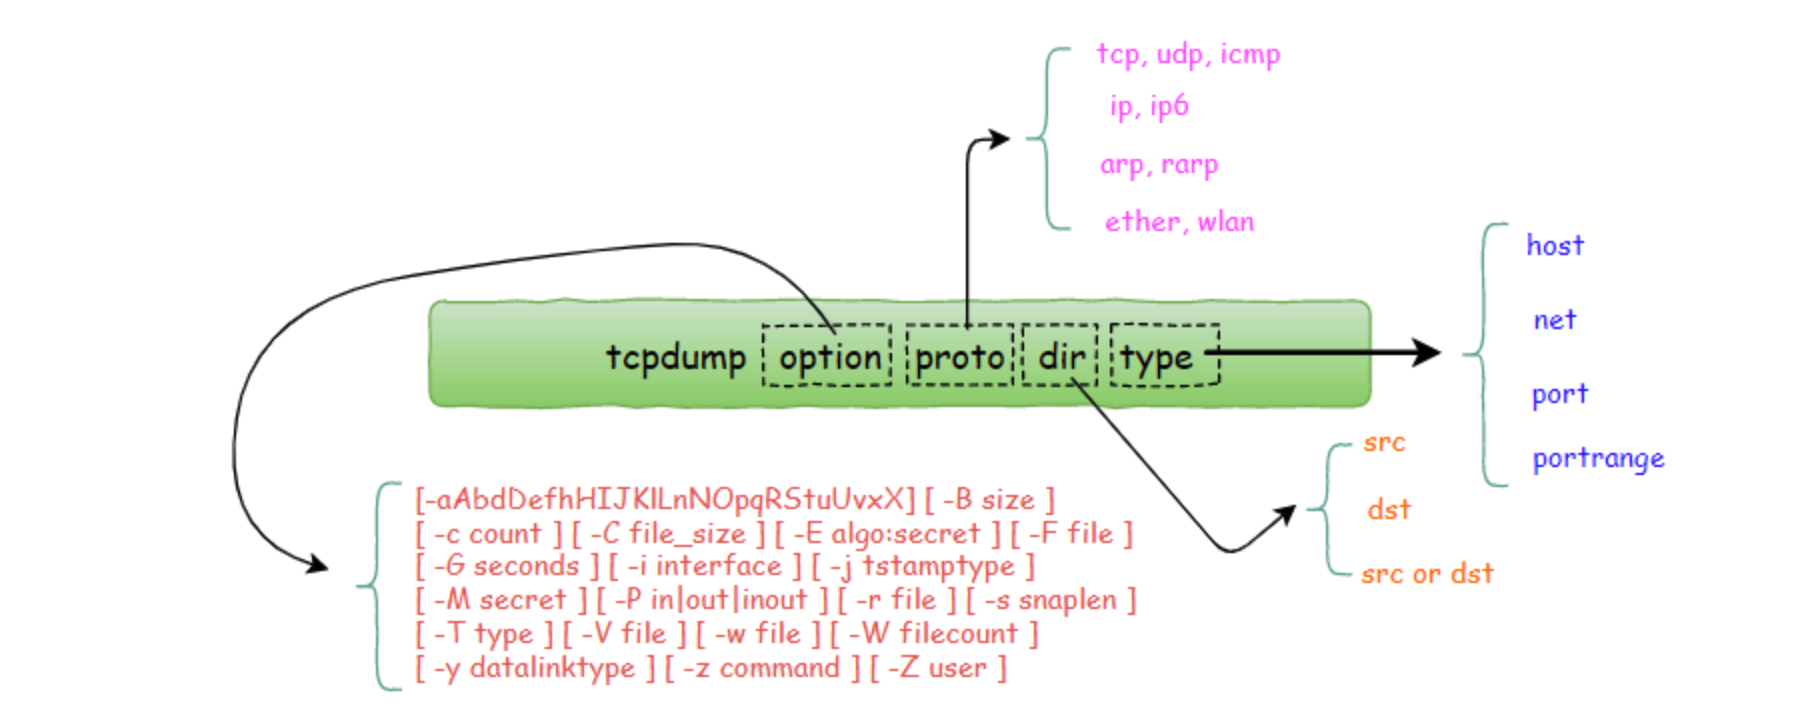 tcp, udp, icmp
ip, ip6
arp, rarp
ether, wlan
host
net
port
portrange
tcpdump option proto dir type
src
dst
src or dst
[-aAbdDefhHIJKlLnNOpqRStuUvxX] [ -B size ]
[ -c count ] [ -C file_size ] [ -E algo:secret ] [ -F file ]
[ -G seconds ] [ -i interface ] [ -j tstamptype ]
[ -M secret ] [ -P in|out|inout ] [ -r file ] [ -s snaplen ]
[ -T type ] [ -V file ] [ -w file ] [ -W filecount ]
[ -y datalinktype ] [ -z command ] [ -Z user ]